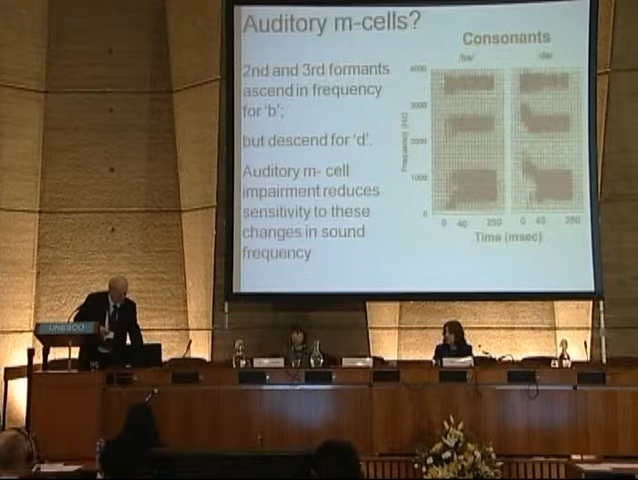 Auditory m-cells?
2nd and 3rd formants
ascend in frequency
for 'b';
but descend for 'd'.
Auditory m- cell
impairment reduces
sensitivity to these
changes in sound
frequency
Consonants
/ba/ /da/
4000
3000
2000
1000
0
Frequency (Hz)
0 40 250 0 40 250
Time (msec)
UNESCO